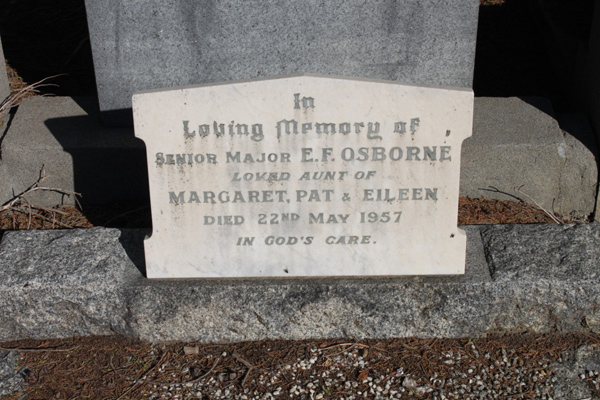 In
Loving Memory of
SENIOR MAJOR E.F. OSBORNE
LOVED AUNT OF
MARGARET, PAT & EILEEN
DIED 22ND MAY 1957
IN GOD'S CARE.